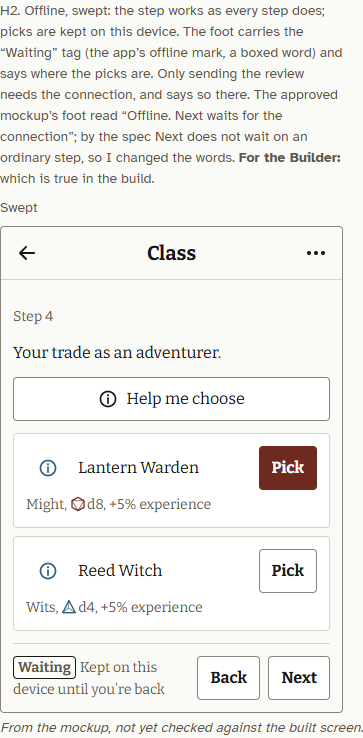 H2. Offline, swept: the step works as every step does;
picks are kept on this device. The foot carries the
“Waiting” tag (the app’s offline mark, a boxed word) and
says where the picks are. Only sending the review
needs the connection, and says so there. The approved
mockup’s foot read “Offline. Next waits for the
connection”; by the spec Next does not wait on an
ordinary step, so I changed the words. For the Builder:
which is true in the build.
Swept
Class
Step 4
Your trade as an adventurer.
Help me choose
Lantern Warden
Pick
Might, d8, +5% experience
Reed Witch
Pick
Wits, d4, +5% experience
Waiting Kept on this
device until you’re back
Back
Next
From the mockup, not yet checked against the built screen.